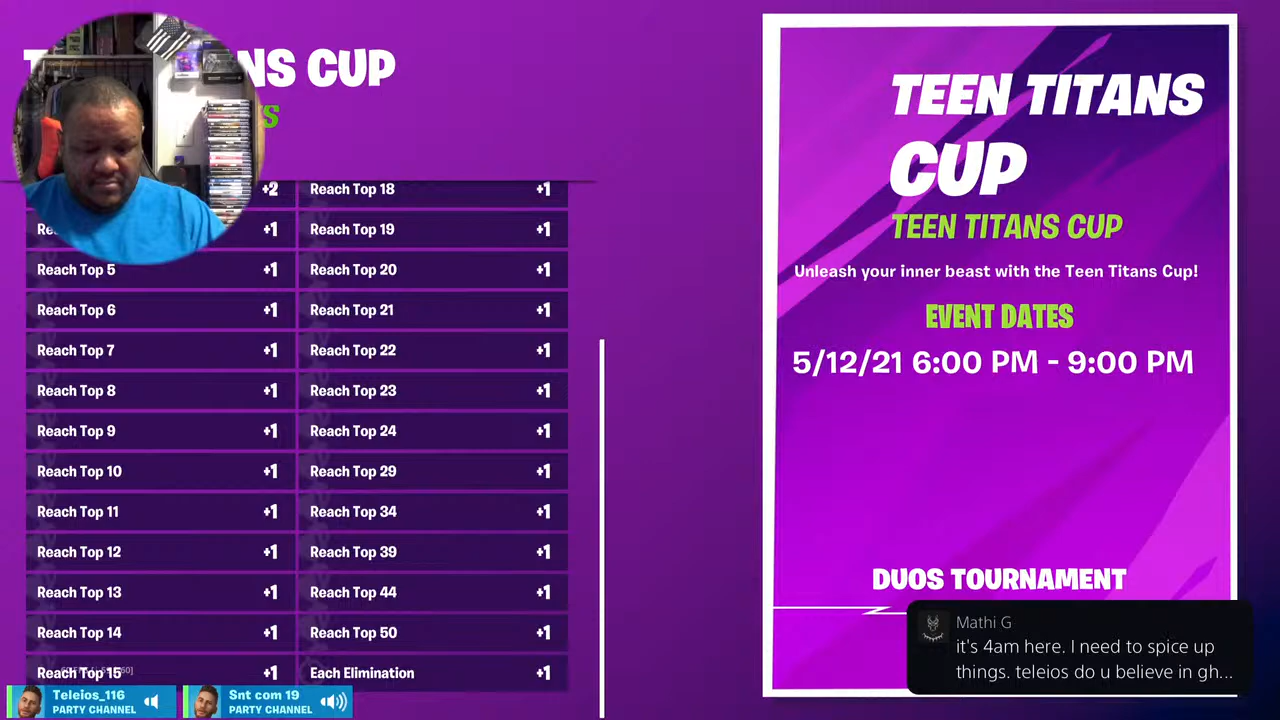 NS CUP
S
+2
Reach Top 18 +1
Re +1
Reach Top 19 +1
Reach Top 5 +1
Reach Top 20 +1
Reach Top 6 +1
Reach Top 21 +1
Reach Top 7 +1
Reach Top 22 +1
Reach Top 8 +1
Reach Top 23 +1
Reach Top 9 +1
Reach Top 24 +1
Reach Top 10 +1
Reach Top 29 +1
Reach Top 11 +1
Reach Top 34 +1
Reach Top 12 +1
Reach Top 39 +1
Reach Top 13 +1
Reach Top 44 +1
Reach Top 14 +1
Reach Top 50 +1
Reach Top 15 +1
Each Elimination +1
Teleios_116
PARTY CHANNEL
Snt com 19
PARTY CHANNEL
TEEN TITANS
CUP
TEEN TITANS CUP
Unleash your inner beast with the Teen Titans Cup!
EVENT DATES
5/12/21 6:00 PM - 9:00 PM
DUOS TOURNAMENT
Mathi G
it's 4am here. I need to spice up
things. teleios do u believe in gh...